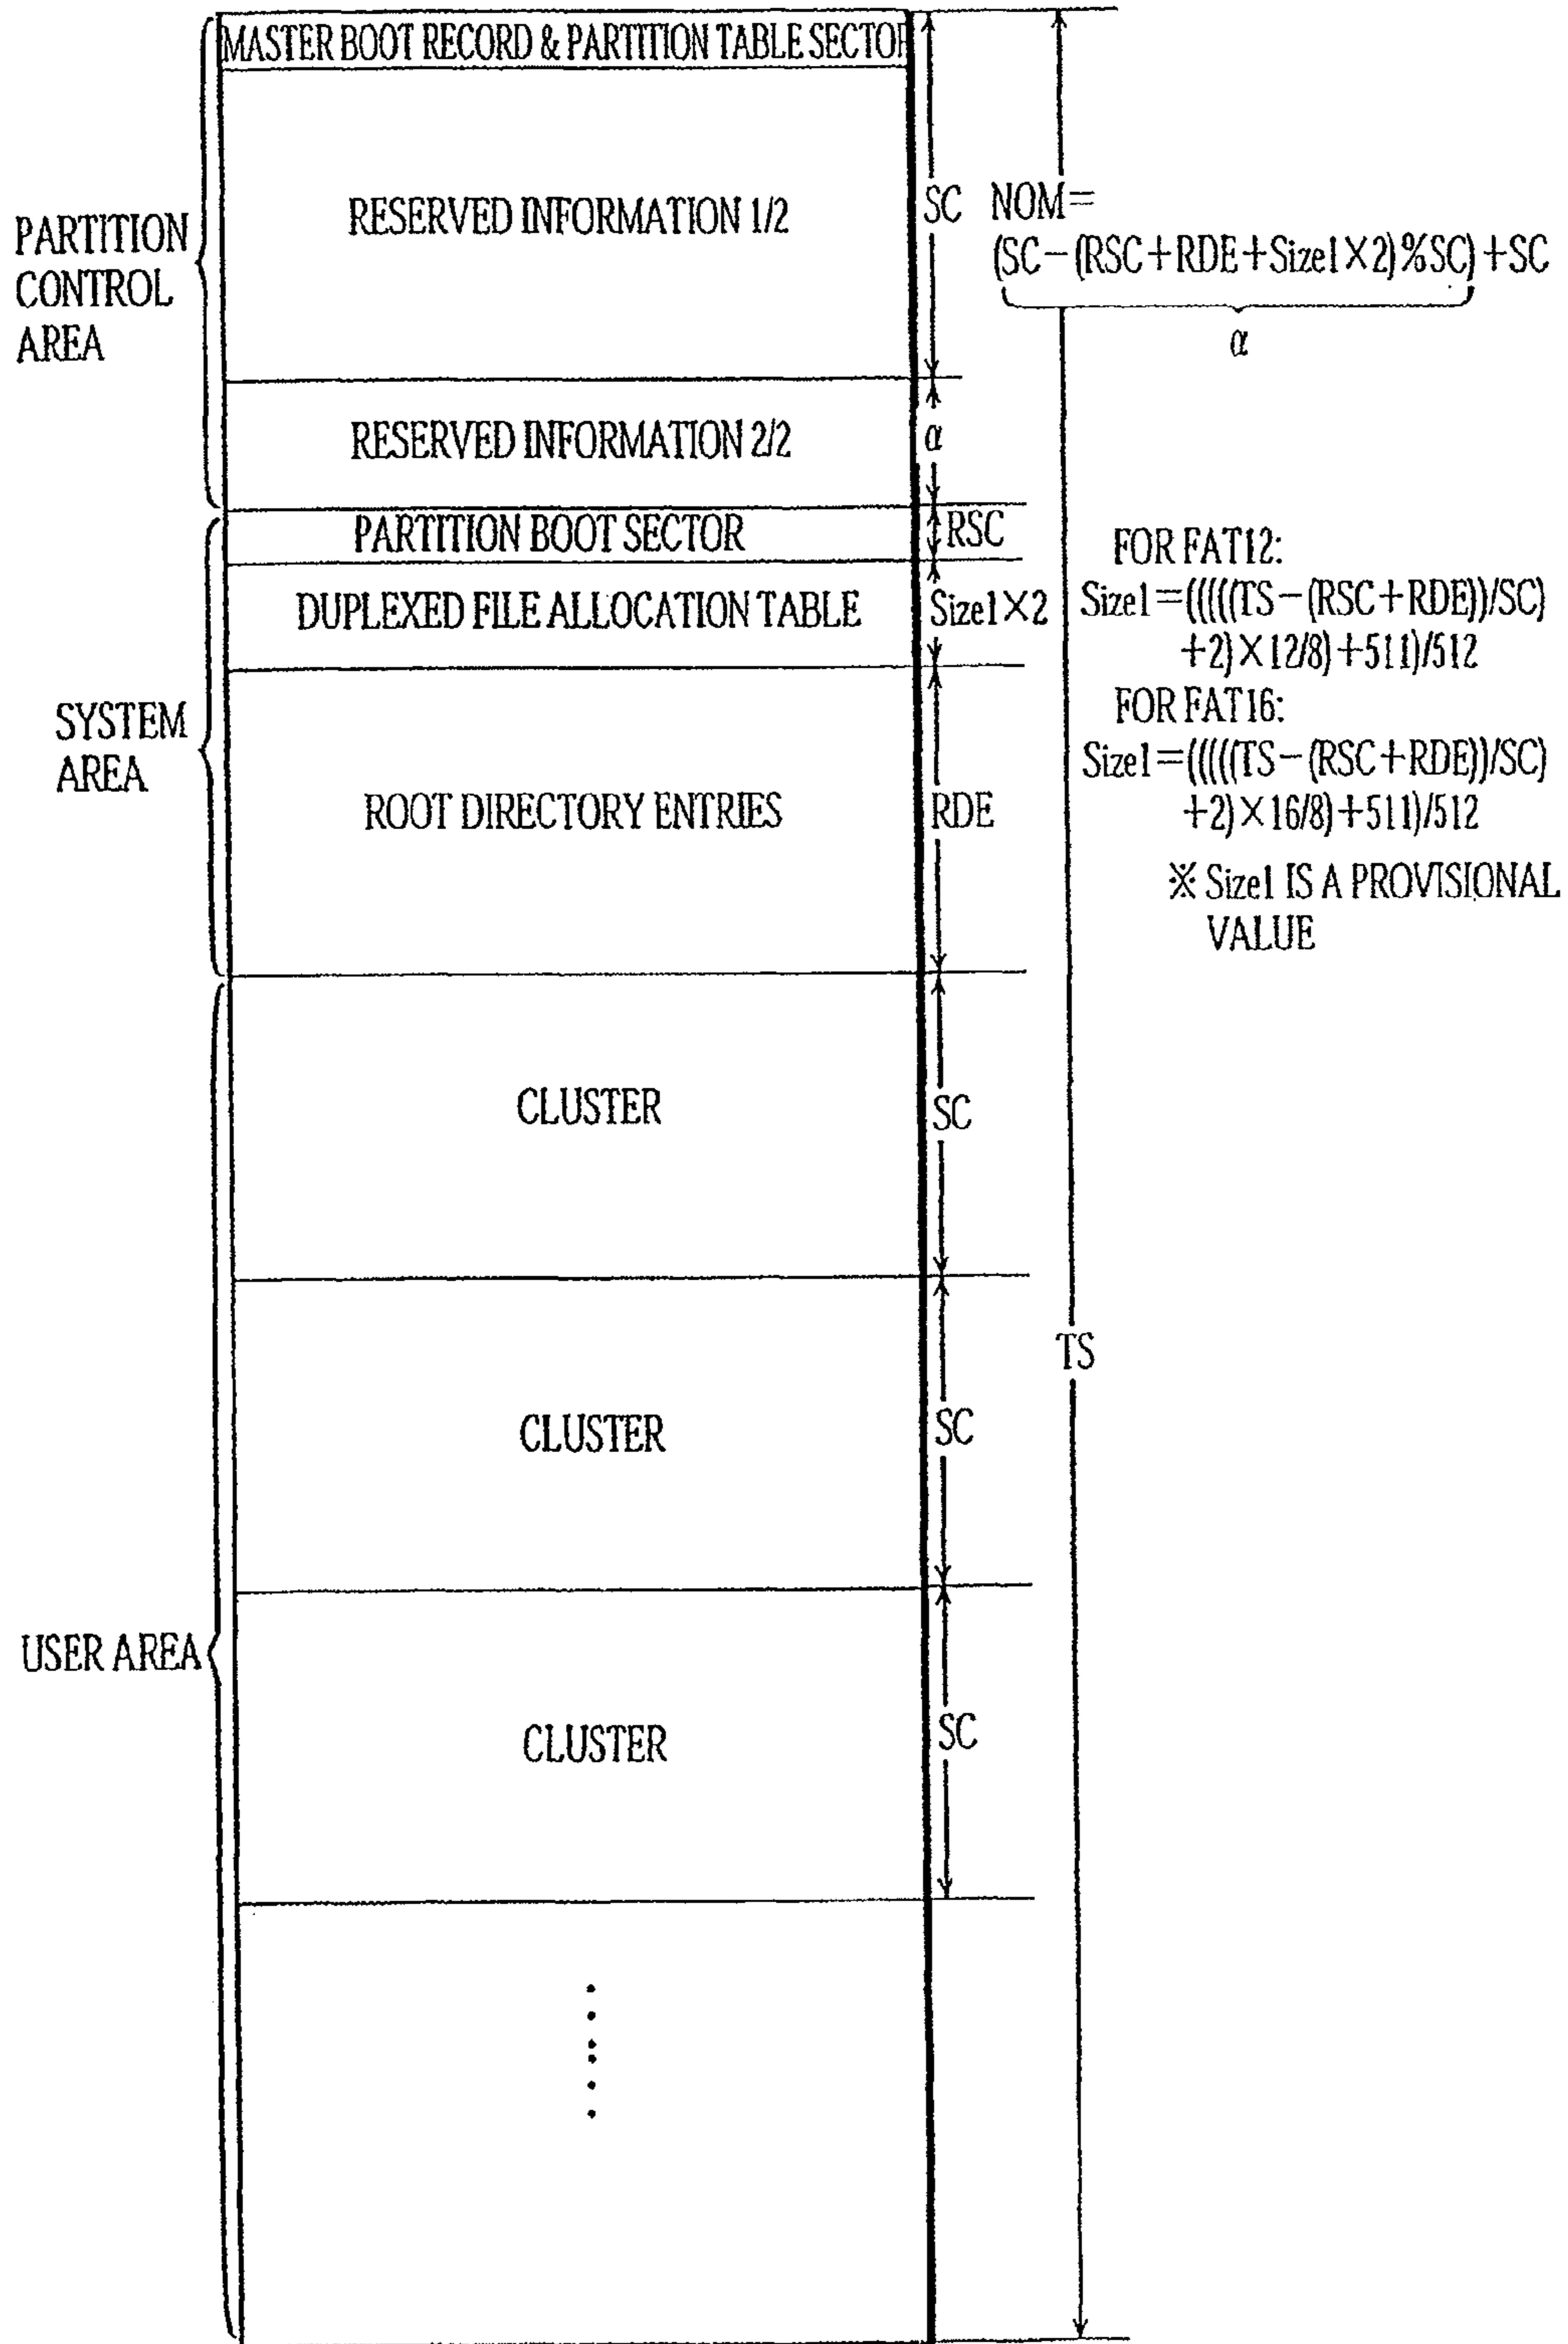 MASTER BOOT RECORD & PARTITION TABLE SECTOR
RESERVED INFORMATION 1/2
SC
NOM=
(SC-(RSC+RDE+Size1×2)%SC)+SC
α
PARTITION
CONTROL
AREA
RESERVED INFORMATION 2/2
α
PARTITION BOOT SECTOR
RSC
DUPLEXED FILE ALLOCATION TABLE
Size1×2
FOR FAT12:
Size1=(((((TS-(RSC+RDE))/SC)
+2)×12/8)+511)/512
FOR FAT16:
Size1=(((((TS-(RSC+RDE))/SC)
+2)×16/8)+511)/512
※ Size1 IS A PROVISIONAL
VALUE
SYSTEM
AREA
ROOT DIRECTORY ENTRIES
RDE
CLUSTER
SC
TS
CLUSTER
SC
USER AREA
CLUSTER
SC